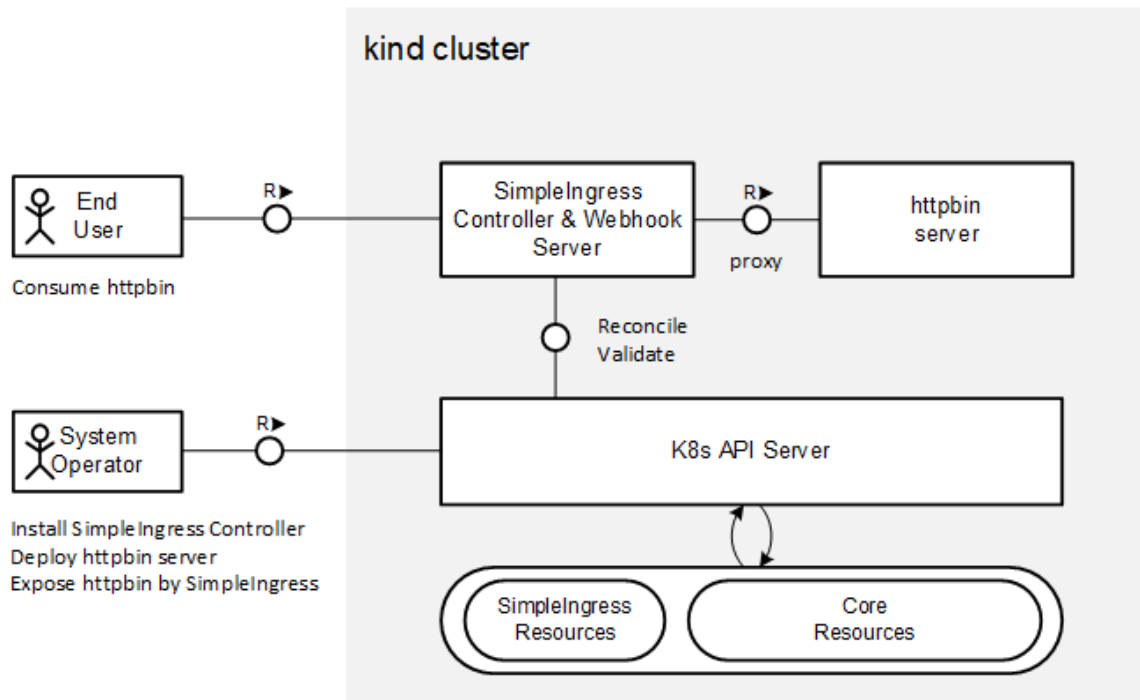 kind cluster
End
User
R▶
SimpleIngress
Controller & Webhook
Server
R▶
proxy
httpbin
server
Consume httpbin
Reconcile
Validate
System
Operator
R▶
K8s API Server
Install SimpleIngress Controller
Deploy httpbin server
Expose httpbin by SimpleIngress
SimpleIngress
Resources
Core
Resources